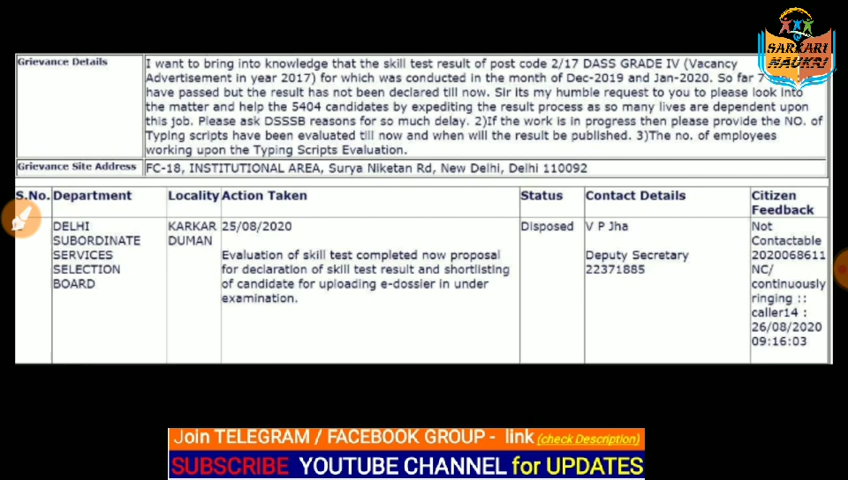 SARKARI
NAUKRI
Grievance Details
I want to bring into knowledge that the skill test result of post code 2/17 DASS GRADE IV (Vacancy
Advertisement in year 2017) for which was conducted in the month of Dec-2019 and Jan-2020. So far 7
have passed but the result has not been declared till now. Sir its my humble request to you to please look into
the matter and help the 5404 candidates by expediting the result process as so many lives are dependent upon
this job. Please ask DSSSB reasons for so much delay. 2)If the work is in progress then please provide the NO. of
Typing scripts have been evaluated till now and when will the result be published. 3)The no. of employees
working upon the Typing Scripts Evaluation.
Grievance Site Address
FC-18, INSTITUTIONAL AREA, Surya Niketan Rd, New Delhi, Delhi 110092
S.No. Department Locality Action Taken Status Contact Details Citizen
Feedback
DELHI
SUBORDINATE
SERVICES
SELECTION
BOARD
KARKAR
DUMAN
25/08/2020
Evaluation of skill test completed now proposal
for declaration of skill test result and shortlisting
of candidate for uploading e-dossier in under
examination.
Disposed
V P Jha
Deputy Secretary
22371885
Not
Contactable
2020068611
NC/
continuously
ringing ::
caller14 :
26/08/2020
09:16:03
Join TELEGRAM / FACEBOOK GROUP - link (check Description)
SUBSCRIBE YOUTUBE CHANNEL for UPDATES